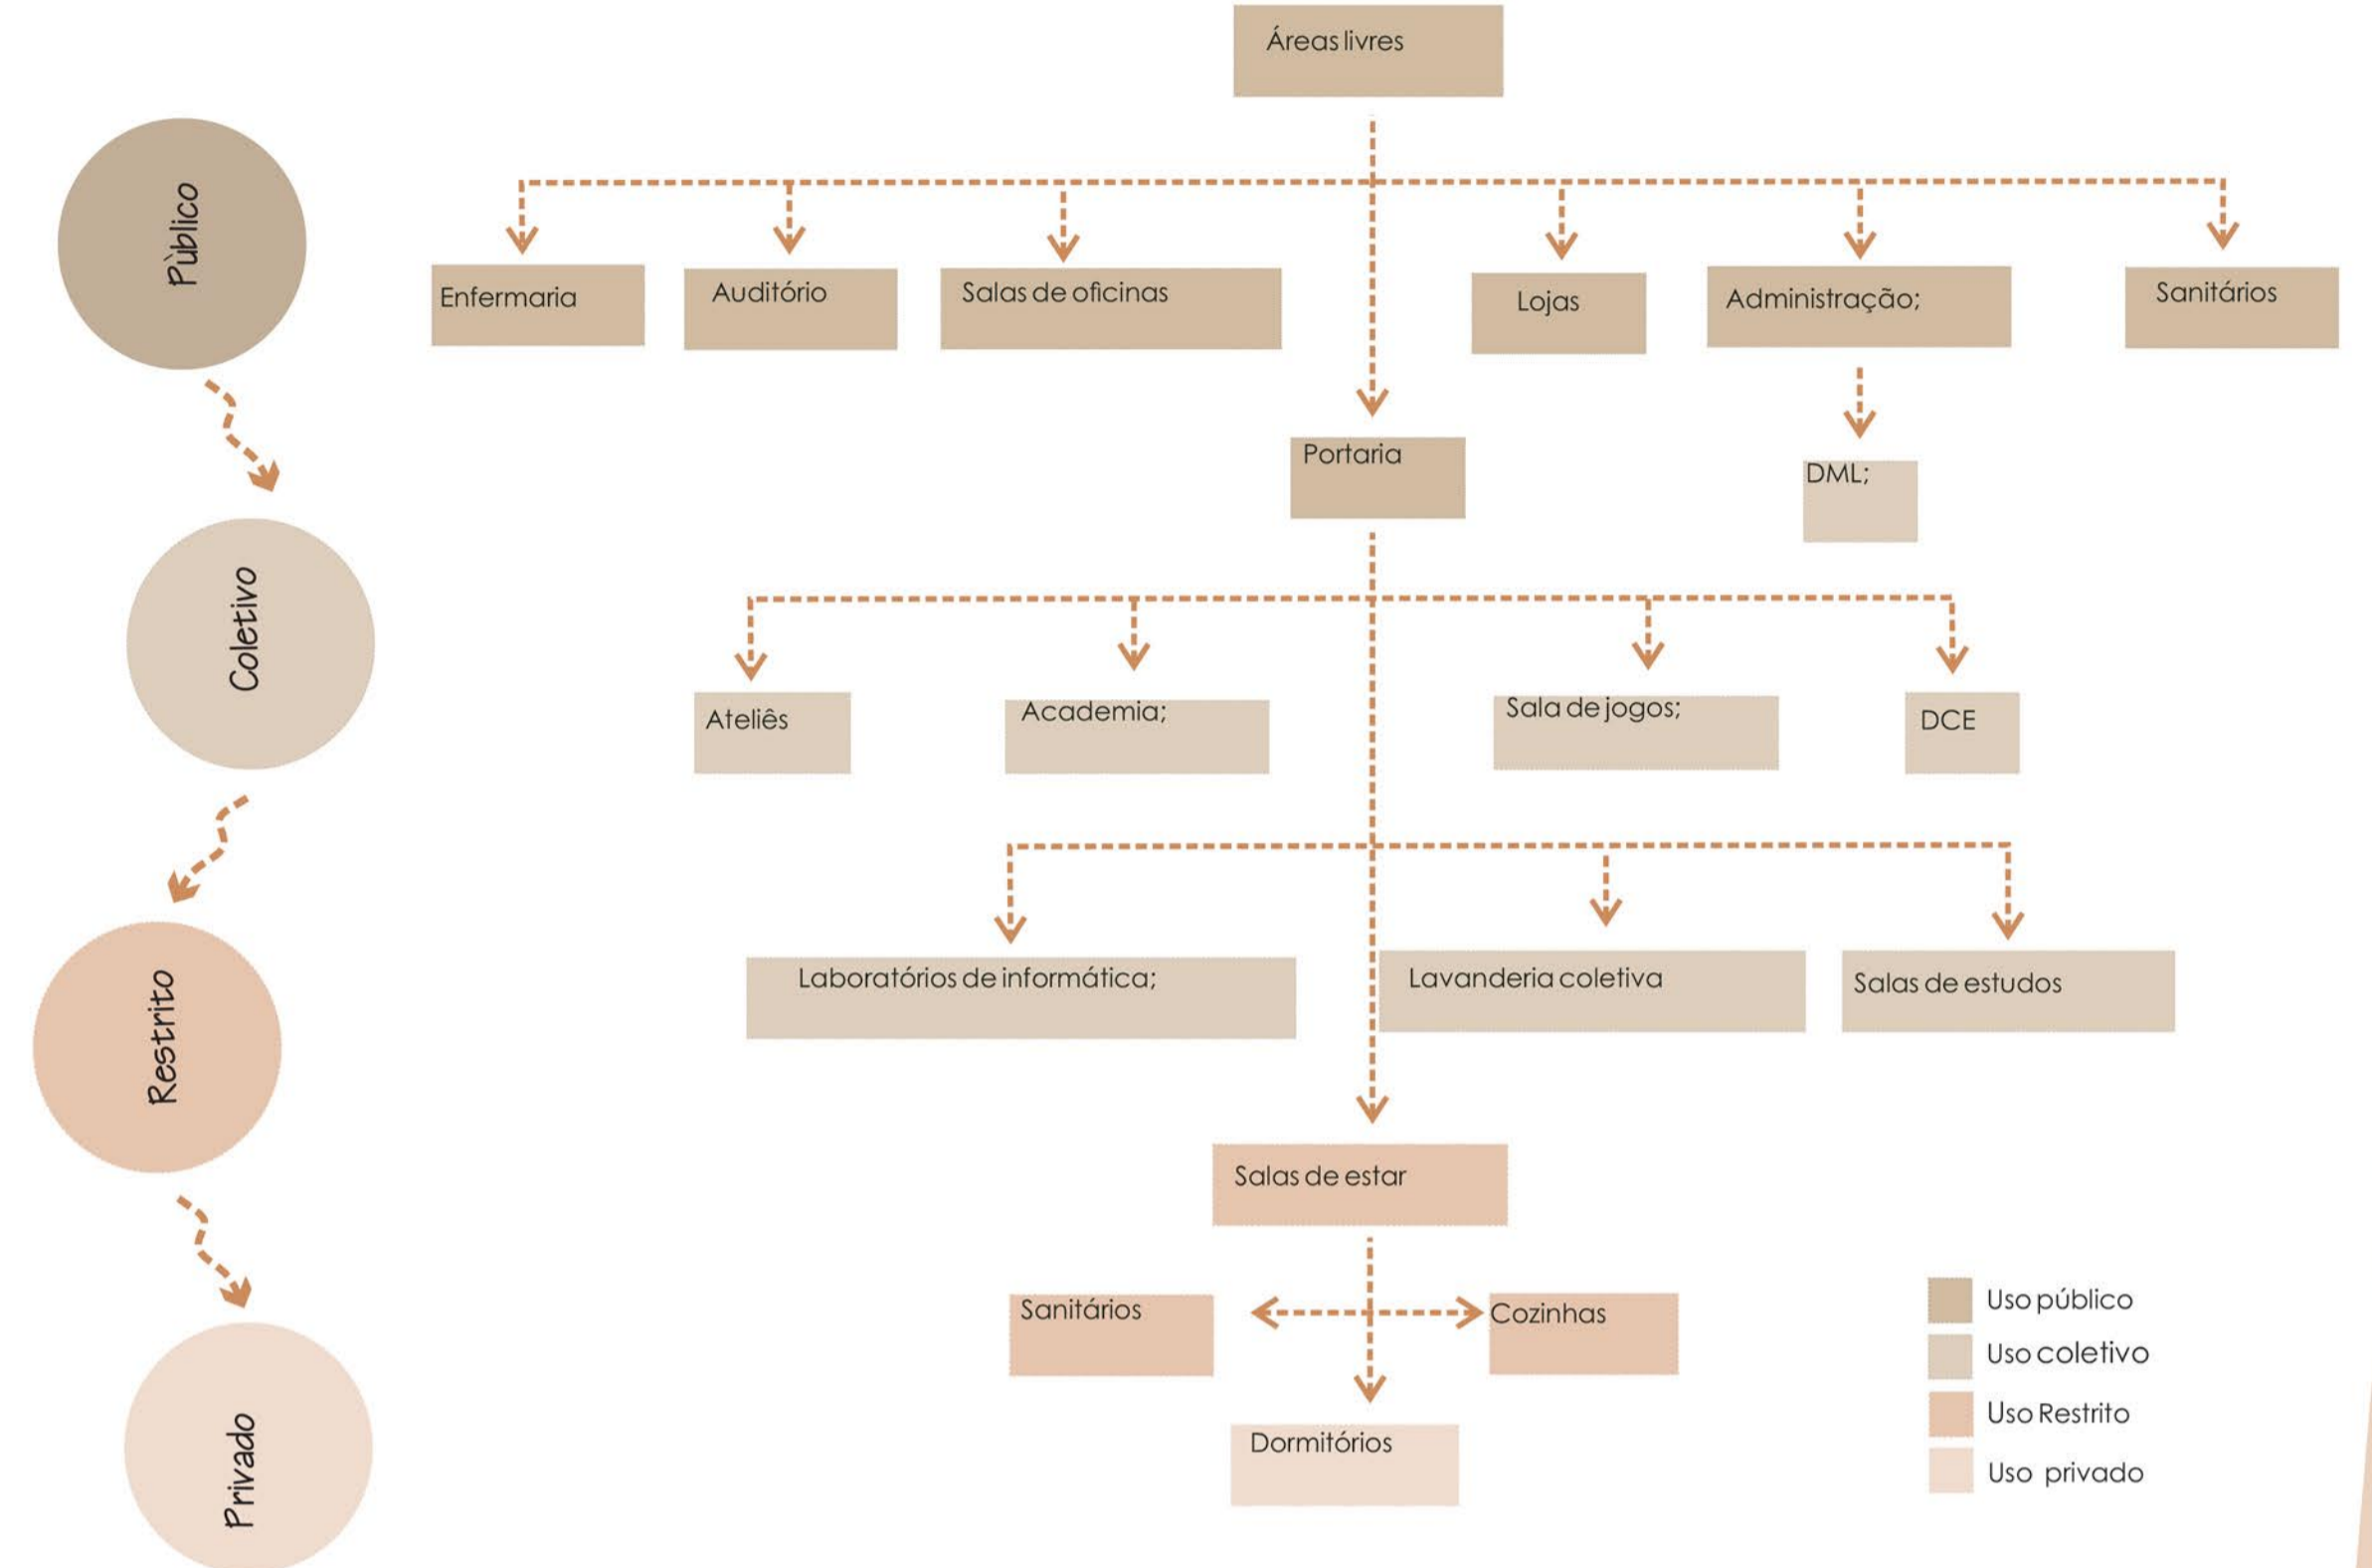 Áreas livres
Pùblico
Enfermaria
Auditório
Salas de oficinas
Lojas
Administração;
Sanitários
Portaria
DML;
Coletivo
Ateliês
Academia;
Sala de jogos;
DCE
Restrito
Laboratórios de informática;
Lavanderia coletiva
Salas de estudos
Salas de estar
Sanitários
Cozinhas
Privado
Dormitórios
Uso público
Uso coletivo
Uso Restrito
Uso privado